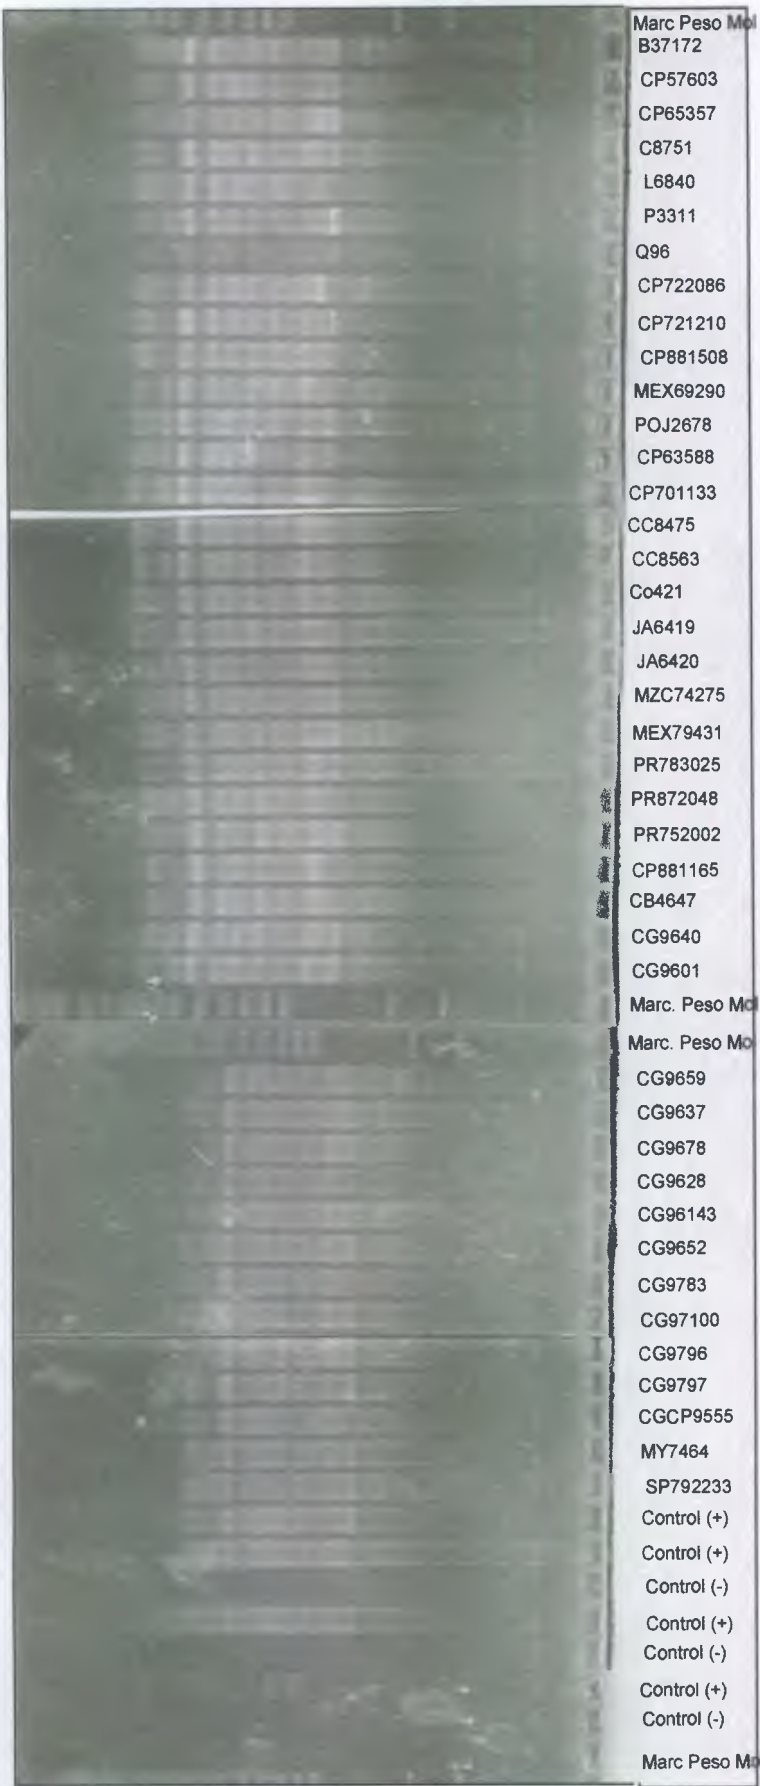 Marc Peso Mol
B37172
CP57603
CP65357
C8751
L6840
P3311
Q96
CP722086
CP721210
CP881508
MEX69290
POJ2678
CP63588
CP701133
CC8475
CC8563
Co421
JA6419
JA6420
MZC74275
MEX79431
PR783025
PR872048
PR752002
CP881165
CB4647
CG9640
CG9601
Marc. Peso Mol
Marc. Peso Mo
CG9659
CG9637
CG9678
CG9628
CG96143
CG9652
CG9783
CG97100
CG9796
CG9797
CGCP9555
MY7464
SP792233
Control (+)
Control (+)
Control (-)
Control (+)
Control (-)
Control (+)
Control (-)
Marc Peso Mo